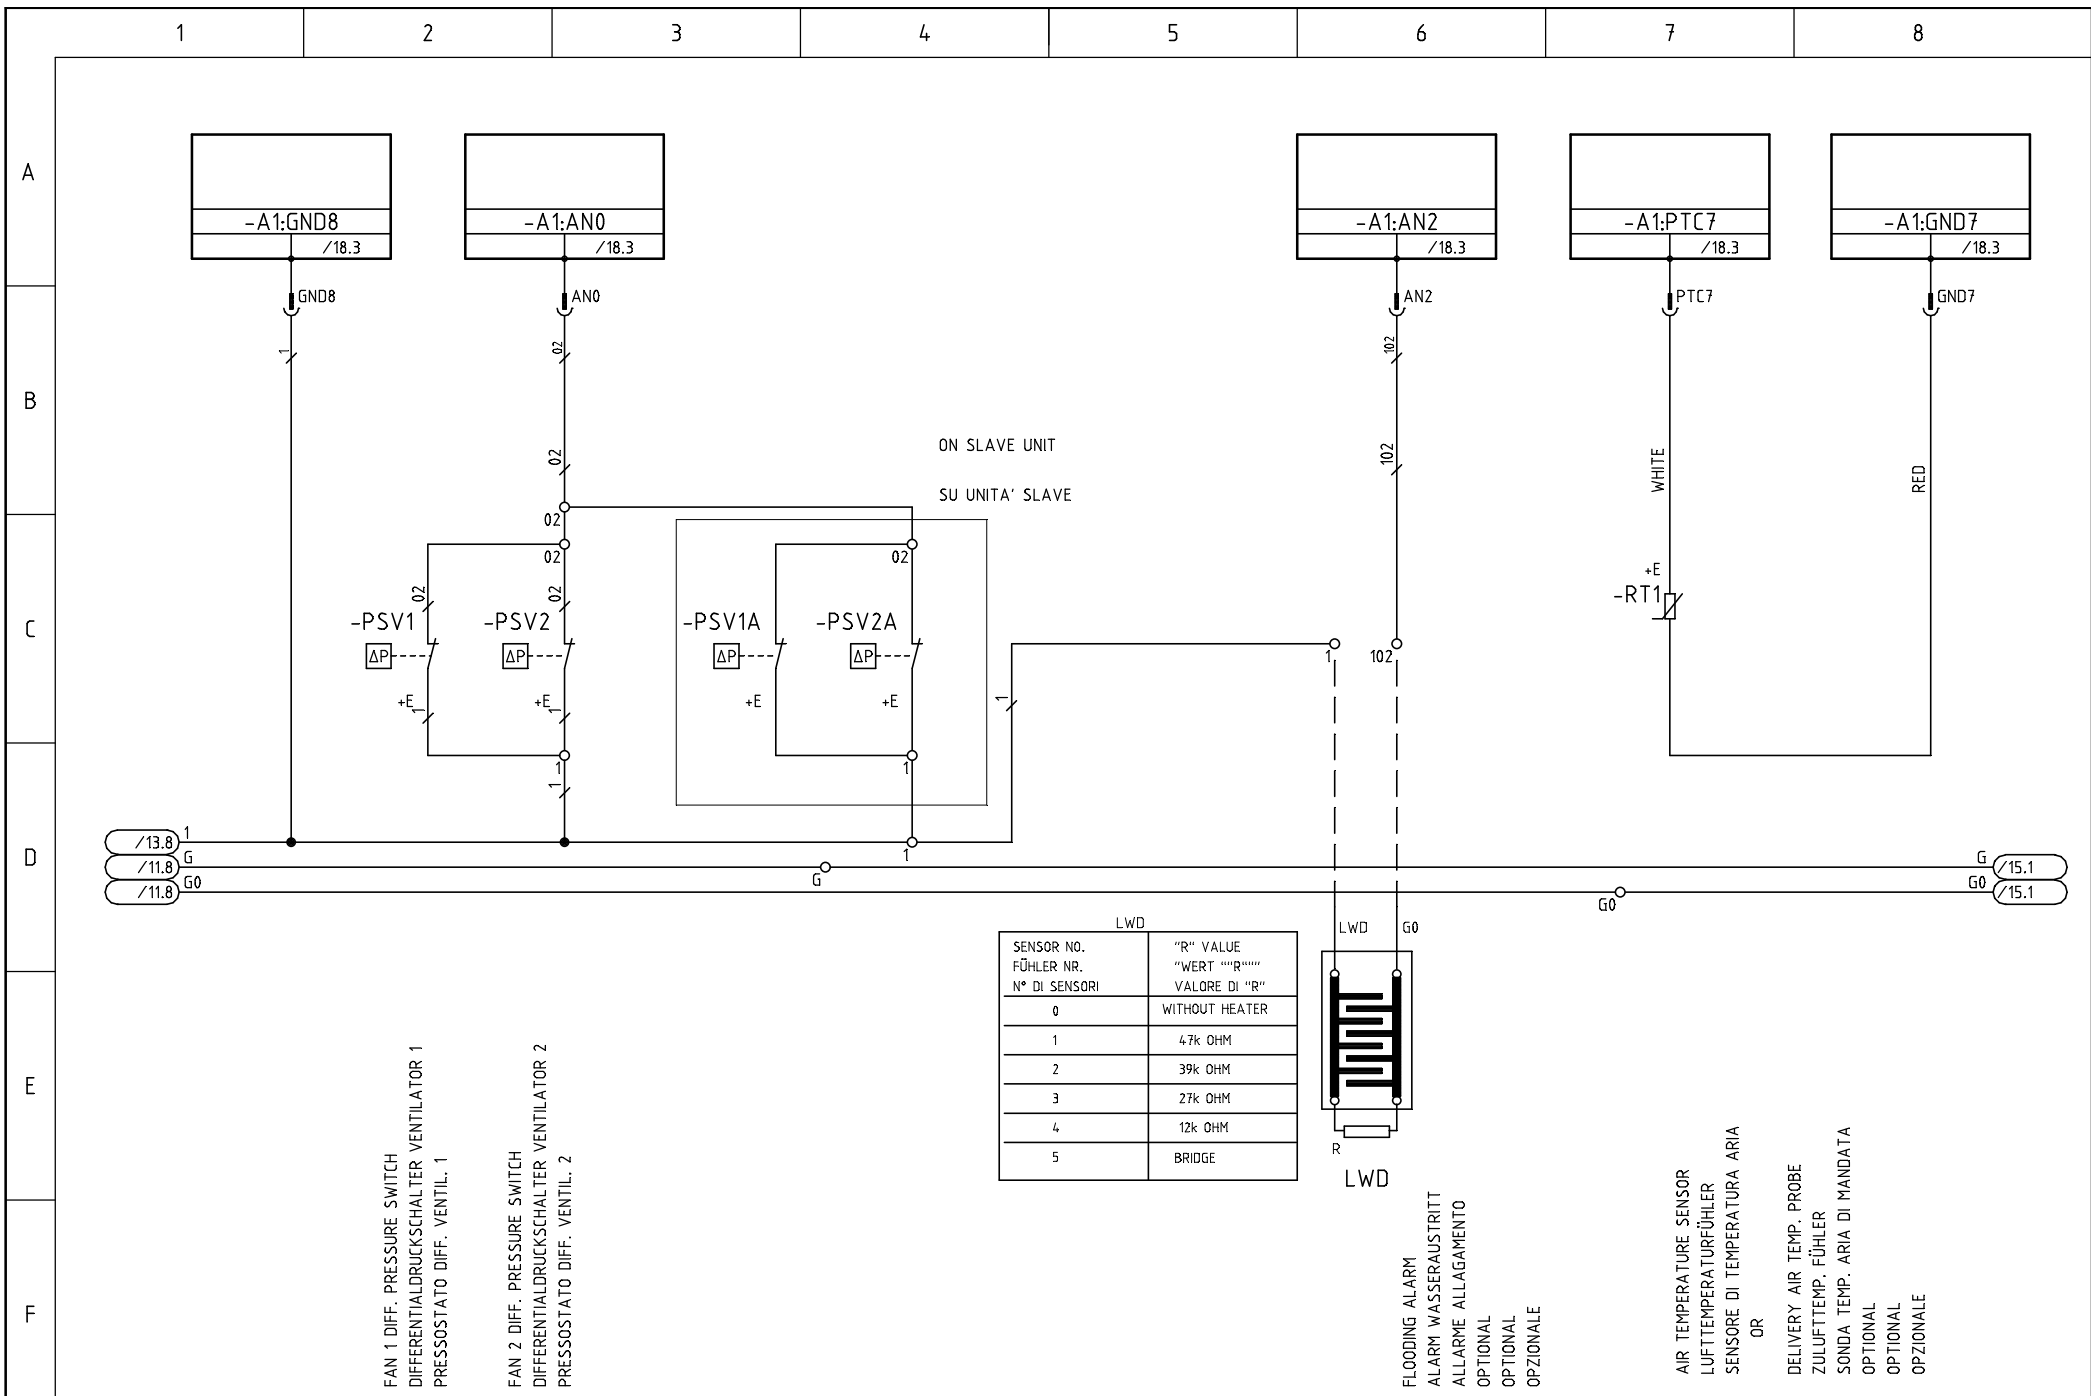 1 2 3 4 5 6 7 8
A
B
C
D
E
F
-A1:GND8
/18.3
GND8
1
-A1:AN0
/18.3
AN0
02
02
02
02
02
02
-PSV1
ΔP
+E
1
-PSV2
ΔP
+E
1
1
1
ON SLAVE UNIT
SU UNITA' SLAVE
02
-PSV1A
ΔP
+E
-PSV2A
ΔP
+E
1
1
1
-A1:AN2
/18.3
AN2
102
102
1
102
-A1:PTC7
/18.3
PTC7
WHITE
+E
-RT1
-A1:GND7
/18.3
GND7
RED
/13.8 1
/11.8 G
/11.8 G0
G
G0
G /15.1
G0 /15.1
LWD
SENSOR NO. "R" VALUE
FÜHLER NR. "WERT ""R"""
N° DI SENSORI VALORE DI "R"
0 WITHOUT HEATER
1 47k OHM
2 39k OHM
3 27k OHM
4 12k OHM
5 BRIDGE
LWD G0
R
LWD
FAN 1 DIFF. PRESSURE SWITCH
DIFFERENTIALDRUCKSCHALTER VENTILATOR 1
PRESSOSTATO DIFF. VENTIL. 1
FAN 2 DIFF. PRESSURE SWITCH
DIFFERENTIALDRUCKSCHALTER VENTILATOR 2
PRESSOSTATO DIFF. VENTIL. 2
FLOODING ALARM
ALARM WASSERAUSTRITT
ALLARME ALLAGAMENTO
OPTIONAL
OPTIONAL
OPZIONALE
AIR TEMPERATURE SENSOR
LUFTTEMPERATURFÜHLER
SENSORE DI TEMPERATURA ARIA
OR
DELIVERY AIR TEMP. PROBE
ZULUFTTEMP. FÜHLER
SONDA TEMP. ARIA DI MANDATA
OPTIONAL
OPTIONAL
OPZIONALE